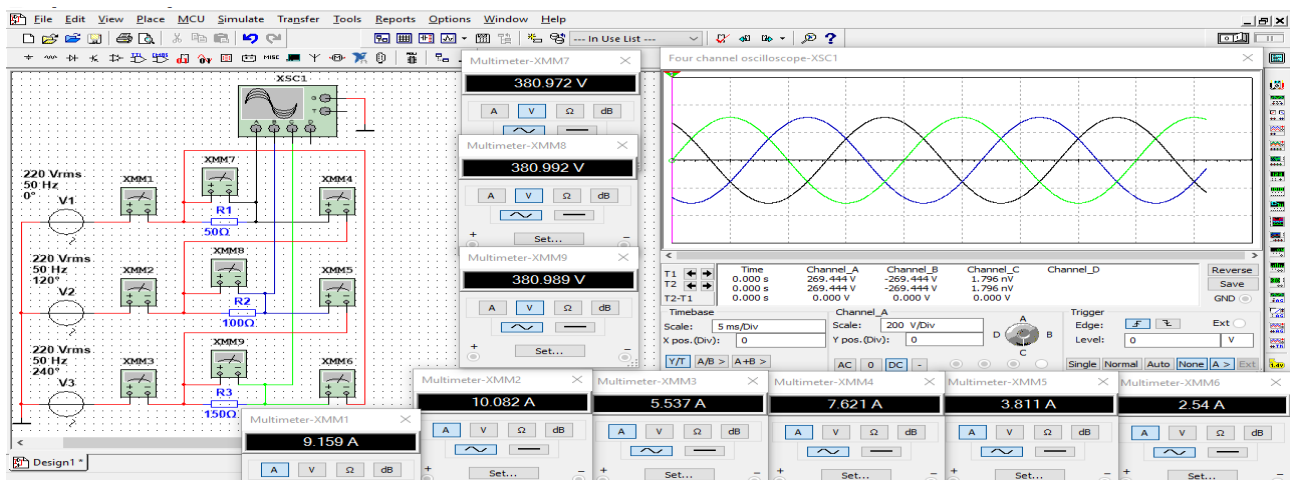 File Edit View Place MCU Simulate Transfer Tools Reports Options Window Help
--- In Use List ---
MISC
Multimeter-XMM7
380.972 V
A V Ω dB
Multimeter-XMM8
380.992 V
A V Ω dB
+ Set... −
Multimeter-XMM9
380.989 V
A V Ω dB
+ Set... −
XSC1
G
T
A B C D
220 Vrms
50 Hz
0°
V1
XMM1
XMM7
XMM4
R1
50Ω
220 Vrms
50 Hz
120°
V2
XMM2
XMM8
XMM5
R2
100Ω
220 Vrms
50 Hz
240°
V3
XMM3
XMM9
XMM6
R3
150Ω
Design1 *
Four channel oscilloscope-XSC1
Time Channel_A Channel_B Channel_C Channel_D
T1 0.000 s 269.444 V -269.444 V 1.796 nV
T2 0.000 s 269.444 V -269.444 V 1.796 nV
T2-T1 0.000 s 0.000 V 0.000 V 0.000 V
Reverse
Save
GND
Timebase
Scale: 5 ms/Div
X pos.(Div): 0
Y/T A/B > A+B >
Channel_A
Scale: 200 V/Div
Y pos.(Div): 0
AC 0 DC -
A
D B
C
Trigger
Edge: Ext
Level: 0 V
Single Normal Auto None A > Ext
Multimeter-XMM1
9.159 A
A V Ω dB
Multimeter-XMM2
10.082 A
A V Ω dB
+ Set... −
Multimeter-XMM3
5.537 A
A V Ω dB
+ Set... −
Multimeter-XMM4
7.621 A
A V Ω dB
+ Set... −
Multimeter-XMM5
3.811 A
A V Ω dB
+ Set... −
Multimeter-XMM6
2.54 A
A V Ω dB
+ Set... −